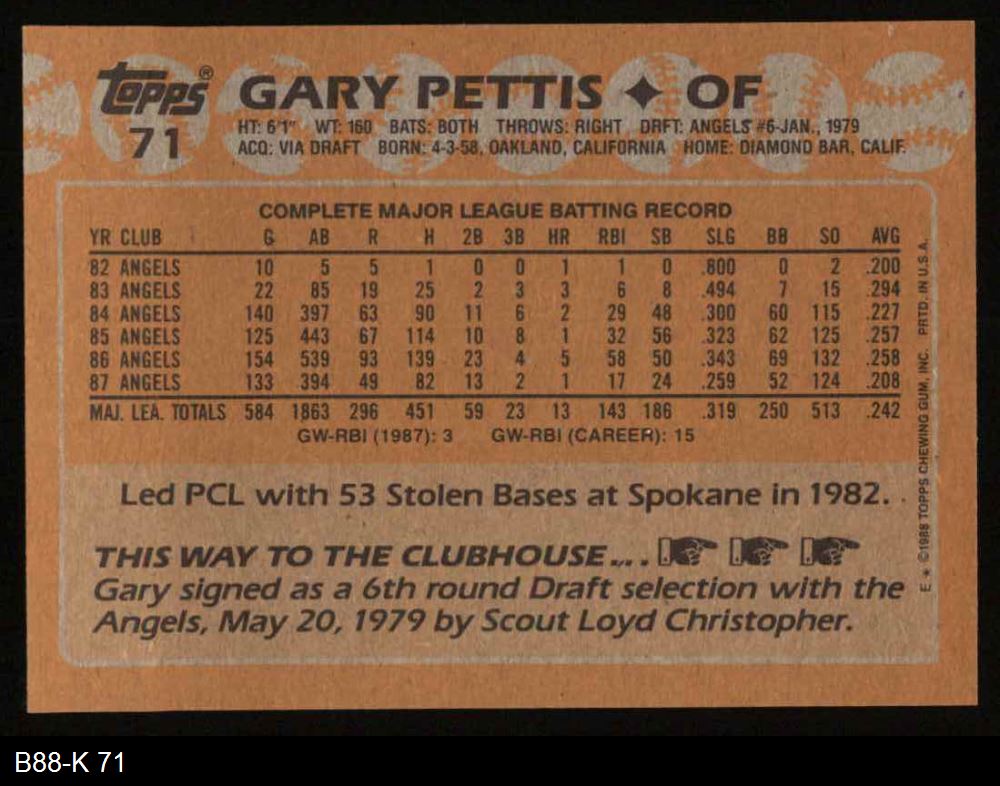 Topps® GARY PETTIS ✦ OF
71
HT: 6'1" WT: 160 BATS: BOTH THROWS: RIGHT DRFT: ANGELS #6-JAN., 1979
ACQ: VIA DRAFT BORN: 4-3-58, OAKLAND, CALIFORNIA HOME: DIAMOND BAR, CALIF.
COMPLETE MAJOR LEAGUE BATTING RECORD
YR CLUB G AB R H 2B 3B HR RBI SB SLG BB SO AVG
82 ANGELS 10 5 5 1 0 0 1 1 0 .800 0 2 .200
83 ANGELS 22 85 19 25 2 3 3 6 8 .494 7 15 .294
84 ANGELS 140 397 63 90 11 6 2 29 48 .300 60 115 .227
85 ANGELS 125 443 67 114 10 8 1 32 56 .323 62 125 .257
86 ANGELS 154 539 93 139 23 4 5 58 50 .343 69 132 .258
87 ANGELS 133 394 49 82 13 2 1 17 24 .259 52 124 .208
MAJ. LEA. TOTALS 584 1863 296 451 59 23 13 143 186 .319 250 513 .242
GW-RBI (1987): 3 GW-RBI (CAREER): 15
Led PCL with 53 Stolen Bases at Spokane in 1982.
THIS WAY TO THE CLUBHOUSE...
Gary signed as a 6th round Draft selection with the
Angels, May 20, 1979 by Scout Loyd Christopher.
E ★ ©1988 TOPPS CHEWING GUM, INC. PRTD. IN U.S.A.
B88-K 71